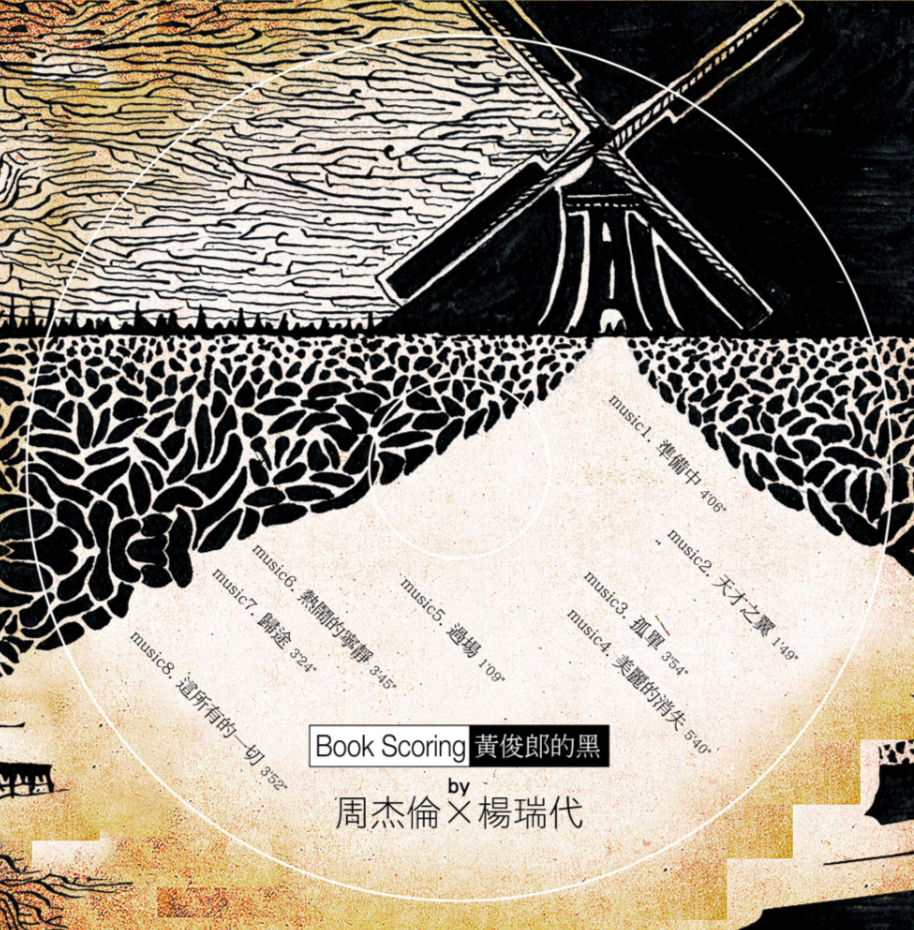 music1. 準備中 4'06"
music2. 天才之翼 1'49"
music3. 孤單 3'54"
music4. 美麗的消失 5'40"
music5. 過場 1'09"
music6. 熱鬧的寧靜 3'45"
music7. 歸途 3'24"
music8. 這所有的一切 3'52"
Book Scoring 黃俊郎的黑
by
周杰倫×楊瑞代